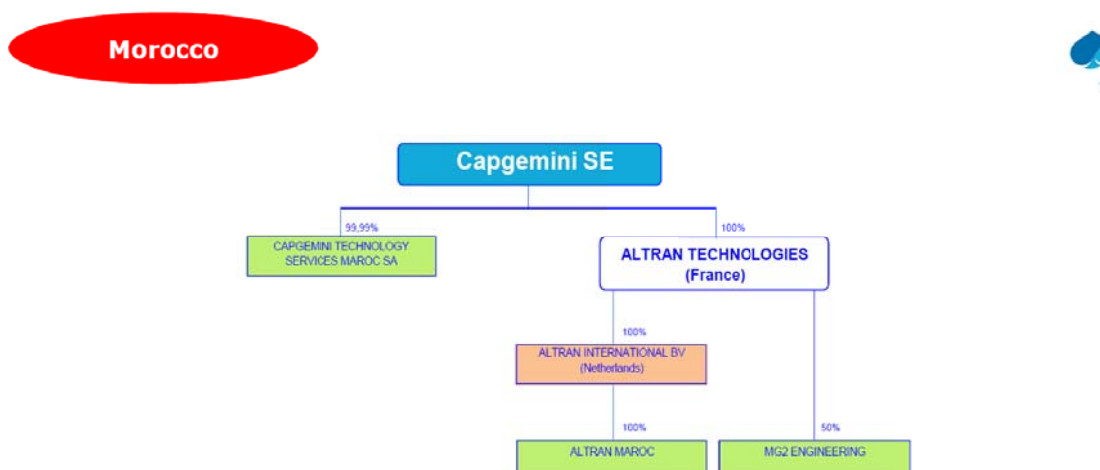 Morocco
Capgemini SE
99,99%
100%
CAPGEMINI TECHNOLOGY
SERVICES MAROC SA
ALTRAN TECHNOLOGIES
(France)
100%
ALTRAN INTERNATIONAL BV
(Netherlands)
100%
50%
ALTRAN MAROC
MG2 ENGINEERING